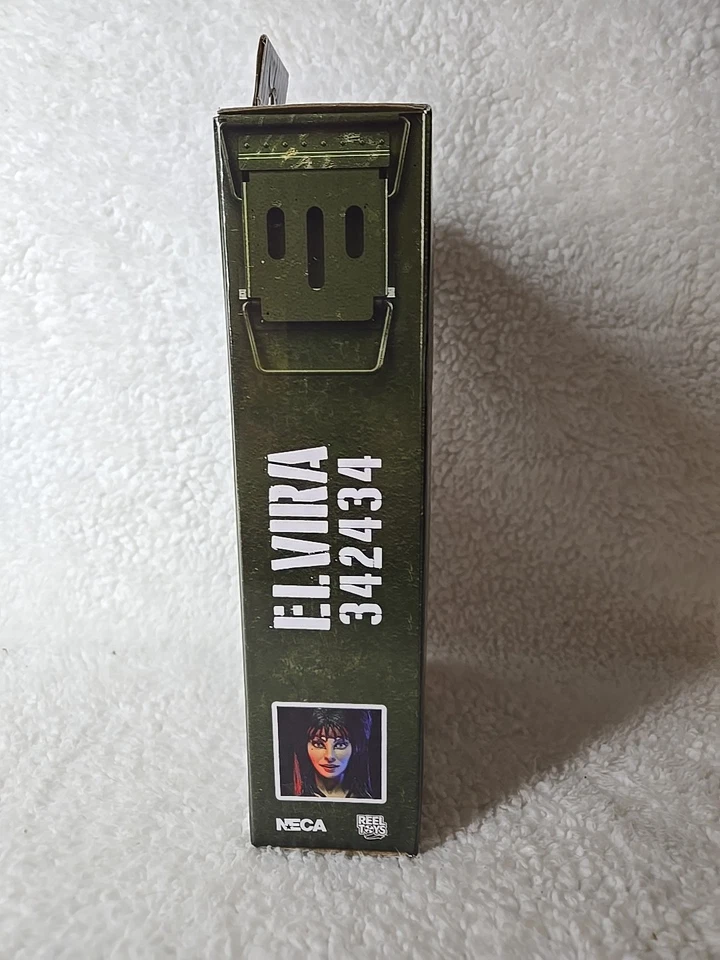 ELVIRA
342434
NECA
REEL
TOYS